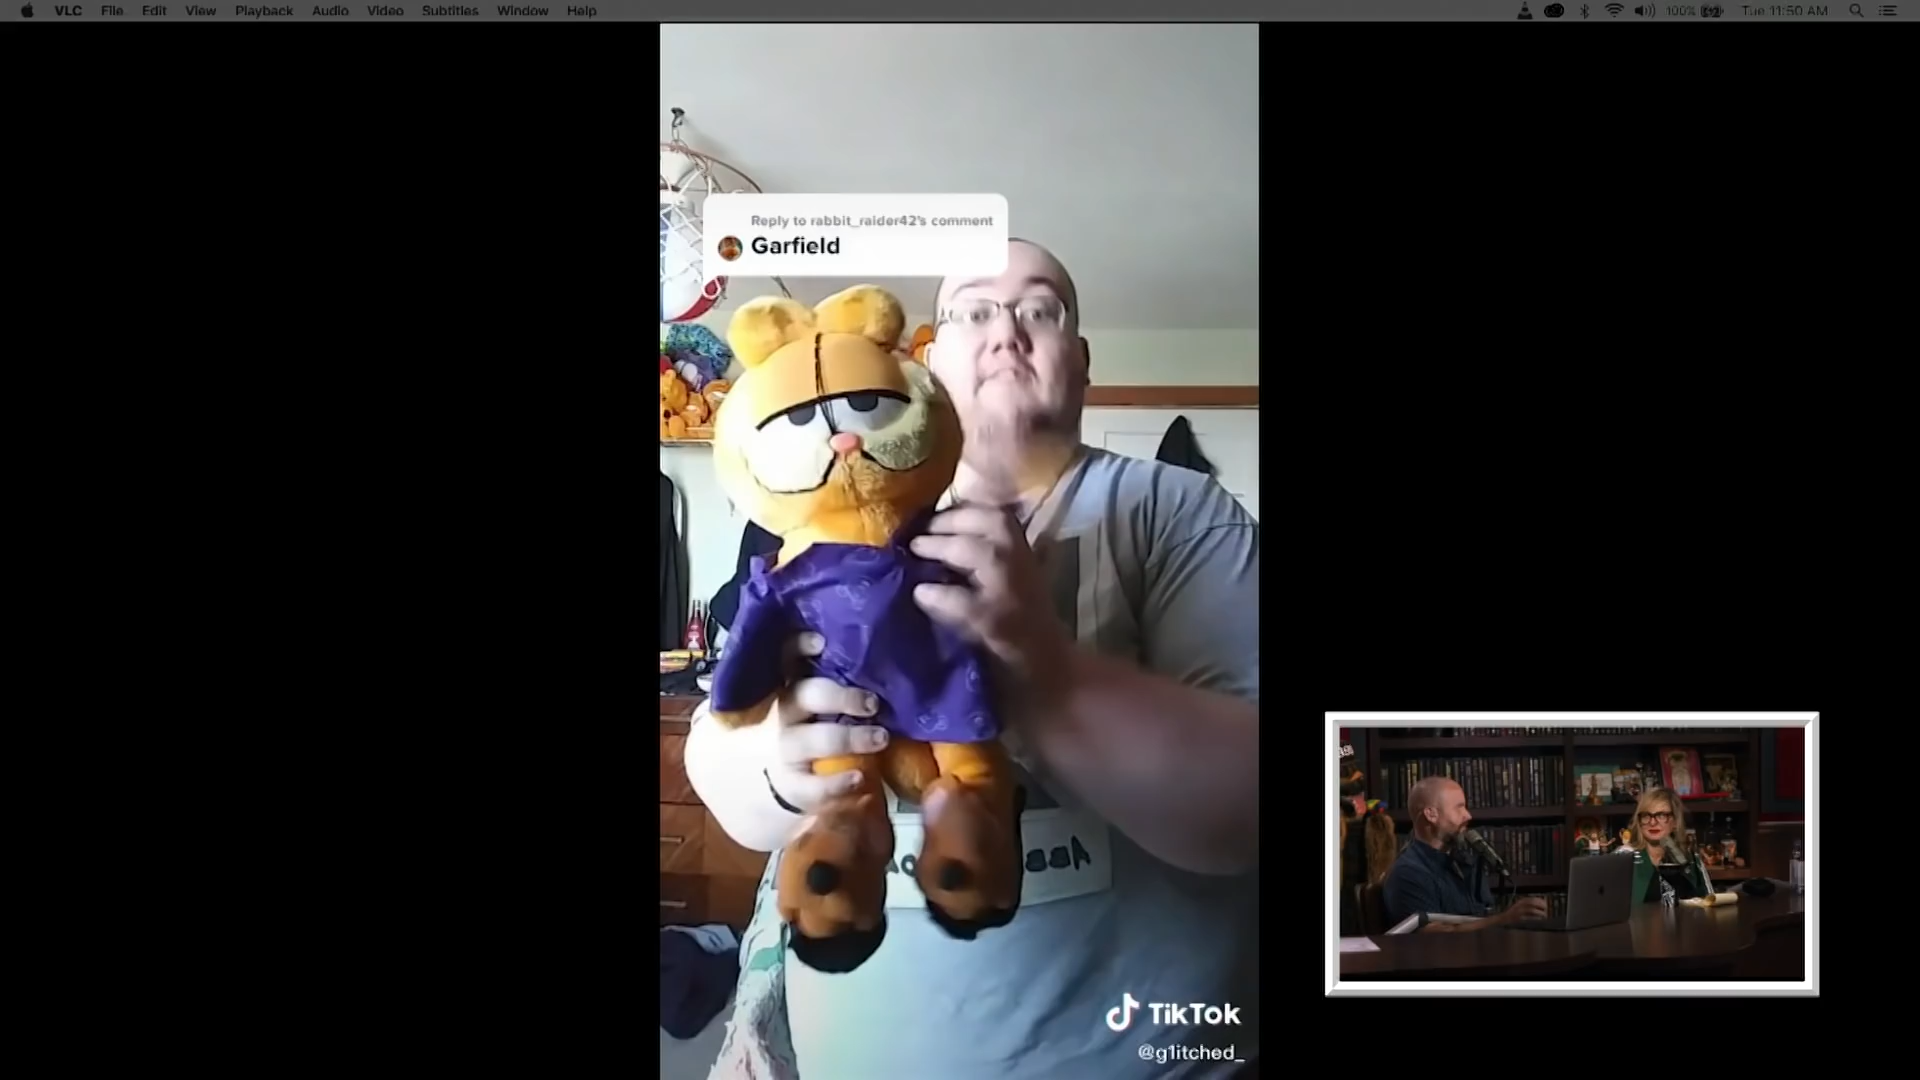 VLC File Edit View Playback Audio Video Subtitles Window Help
100% Tue 11:50 AM
Reply to rabbit_raider42's comment
Garfield
TikTok
@g1itched_